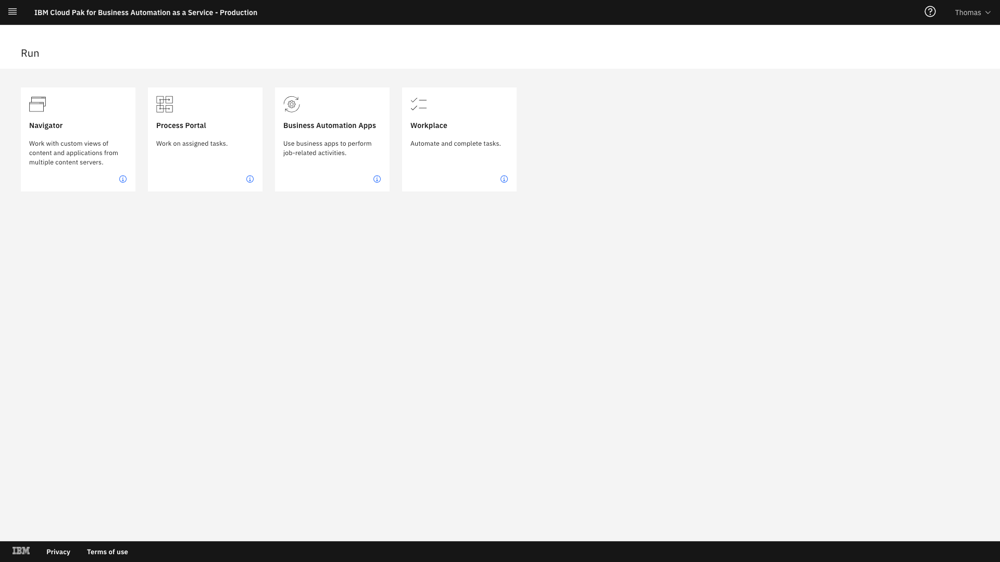 IBM Cloud Pak for Business Automation as a Service - Production
Thomas
Run
Navigator
Work with custom views of
content and applications from
multiple content servers.
Process Portal
Work on assigned tasks.
Business Automation Apps
Use business apps to perform
job-related activities.
Workplace
Automate and complete tasks.
IBM
Privacy
Terms of use